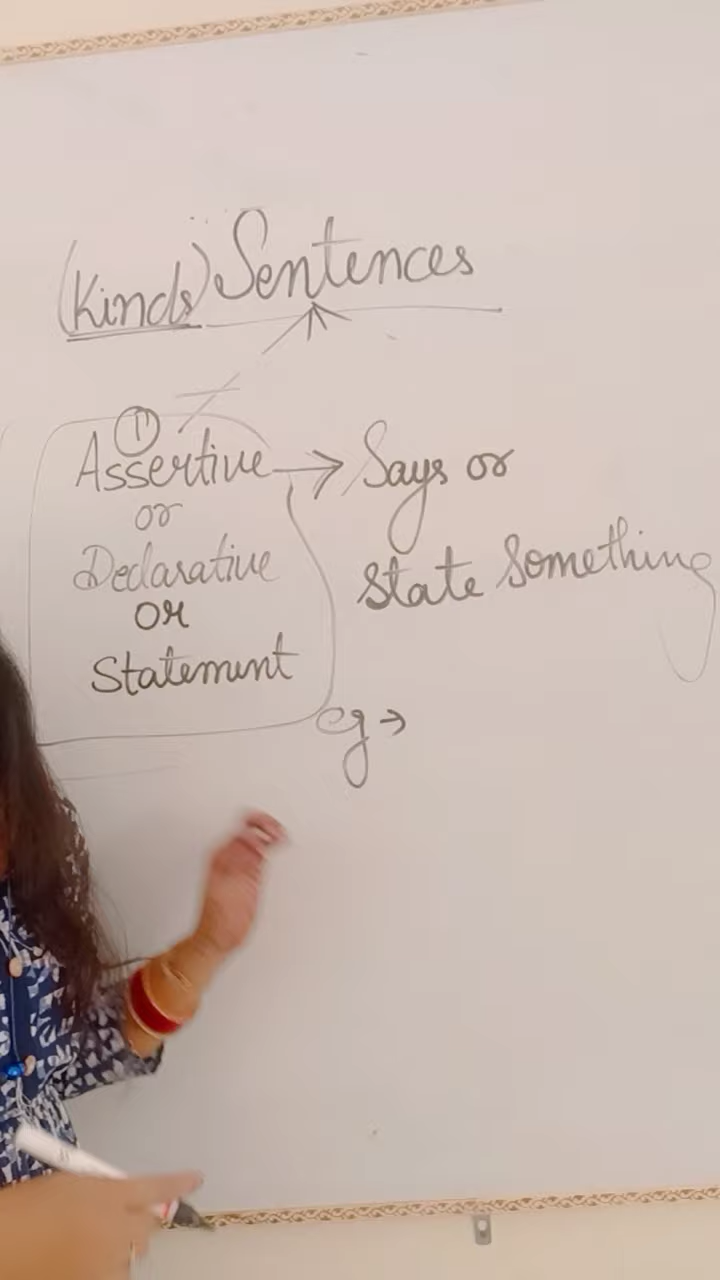 (Kinds) Sentences
①
Assertive → Says or
or
Declarative
state Something
or
Statement
eg →